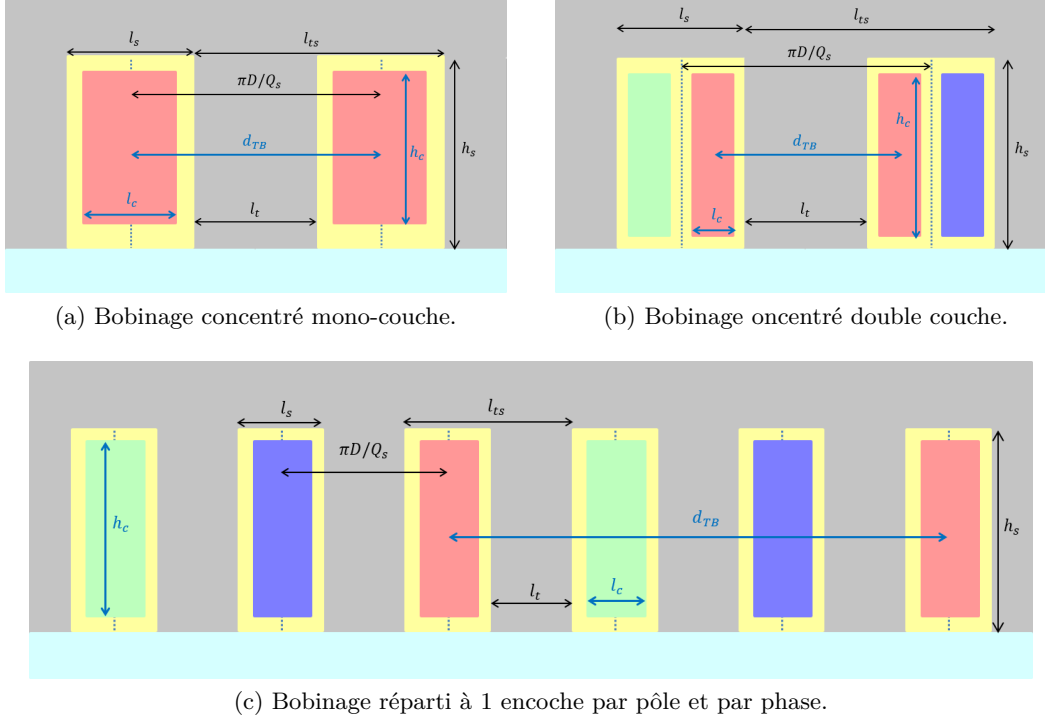 l_s l_ts l_s l_ts
πD/Q_s πD/Q_s
h_c h_s h_c h_s
d_TB d_TB
l_c l_t l_c l_t
(a) Bobinage concentré mono-couche. (b) Bobinage oncentré double couche.
l_s l_ts
πD/Q_s
h_c d_TB h_s
l_t l_c
(c) Bobinage réparti à 1 encoche par pôle et par phase.